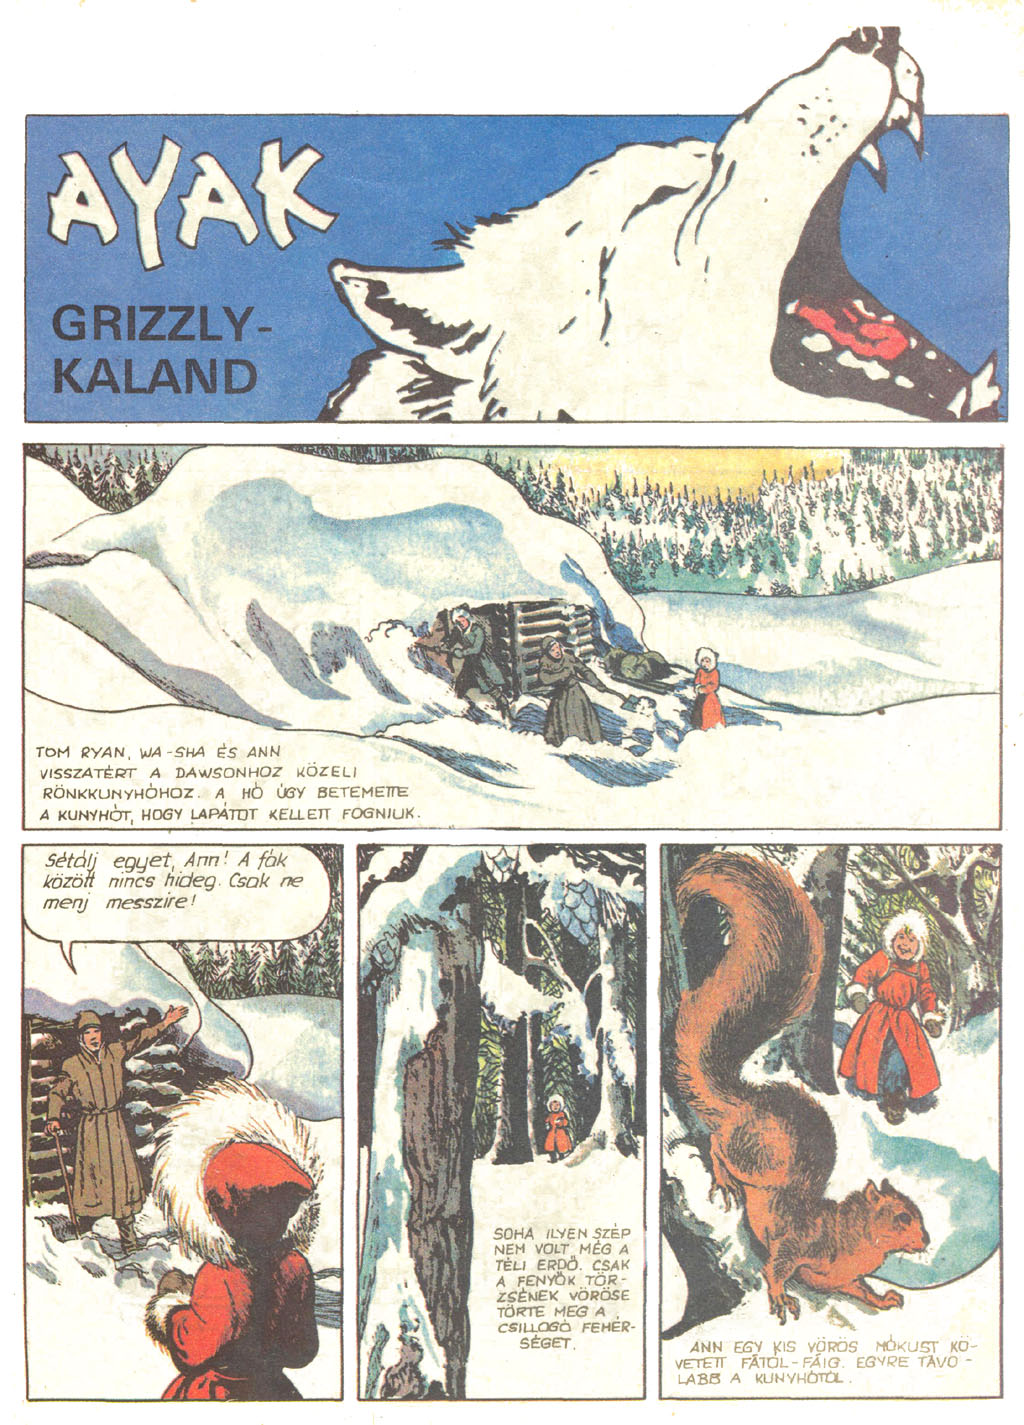 AYAK
GRIZZLY-
KALAND
TOM RYAN, WA-SHA ÉS ANN
VISSZATÉRT A DAWSONHOZ KÖZELI
RÖNKKUNYHÓHOZ. A HÓ ÚGY BETEMETTE
A KUNYHÓT, HOGY LAPÁTOT KELLETT FOGNIUK.
Sétálj egyet, Ann! A fák
között nincs hideg. Csak ne
menj messzire!
SOHA ILYEN SZÉP
NEM VOLT MÉG A
TÉLI ERDŐ. CSAK
A FENYŐK TÖR-
ZSÉNEK VÖRÖSE
TÖRTE MEG A
CSILLOGÓ FEHÉR-
SÉGET.
ANN EGY KIS VÖRÖS MÓKUST KÖ-
VETETT FÁTÓL-FÁIG. EGYRE TÁVO-
LABB A KUNYHÓTÓL.